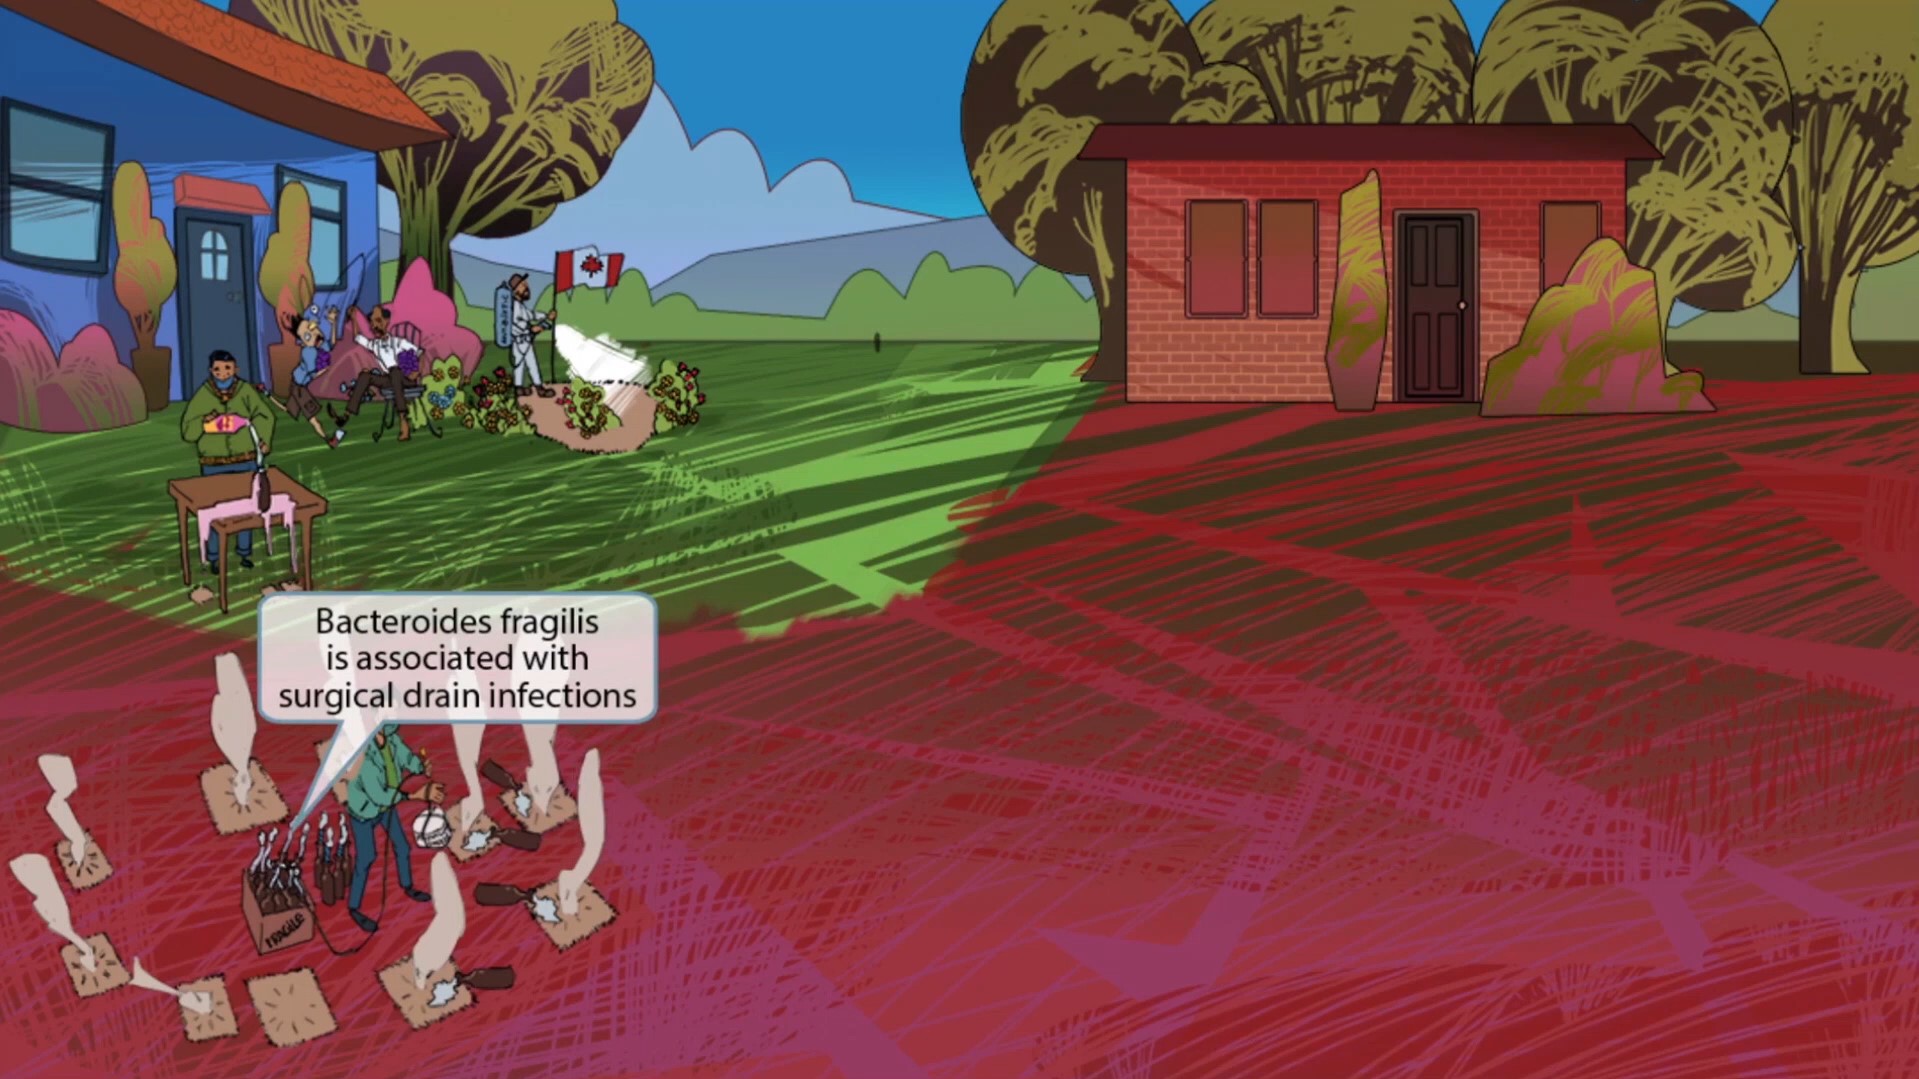 Bacteroides fragilis
is associated with
surgical drain infections
FRAGILE